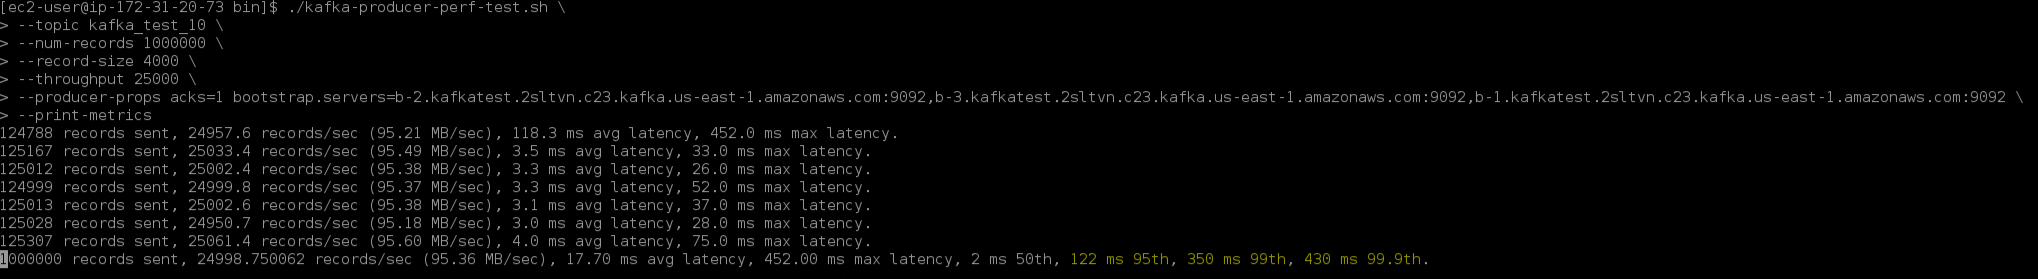 [ec2-user@ip-172-31-20-73 bin]$ ./kafka-producer-perf-test.sh \
> --topic kafka_test_10 \
> --num-records 1000000 \
> --record-size 4000 \
> --throughput 25000 \
> --producer-props acks=1 bootstrap.servers=b-2.kafkatest.2sltvn.c23.kafka.us-east-1.amazonaws.com:9092,b-3.kafkatest.2sltvn.c23.kafka.us-east-1.amazonaws.com:9092,b-1.kafkatest.2sltvn.c23.kafka.us-east-1.amazonaws.com:9092 \
> --print-metrics
124788 records sent, 24957.6 records/sec (95.21 MB/sec), 118.3 ms avg latency, 452.0 ms max latency.
125167 records sent, 25033.4 records/sec (95.49 MB/sec), 3.5 ms avg latency, 33.0 ms max latency.
125012 records sent, 25002.4 records/sec (95.38 MB/sec), 3.3 ms avg latency, 26.0 ms max latency.
124999 records sent, 24999.8 records/sec (95.37 MB/sec), 3.3 ms avg latency, 52.0 ms max latency.
125013 records sent, 25002.6 records/sec (95.38 MB/sec), 3.1 ms avg latency, 37.0 ms max latency.
125028 records sent, 24950.7 records/sec (95.18 MB/sec), 3.0 ms avg latency, 28.0 ms max latency.
125307 records sent, 25061.4 records/sec (95.60 MB/sec), 4.0 ms avg latency, 75.0 ms max latency.
1000000 records sent, 24998.750062 records/sec (95.36 MB/sec), 17.70 ms avg latency, 452.00 ms max latency, 2 ms 50th, 122 ms 95th, 350 ms 99th, 430 ms 99.9th.